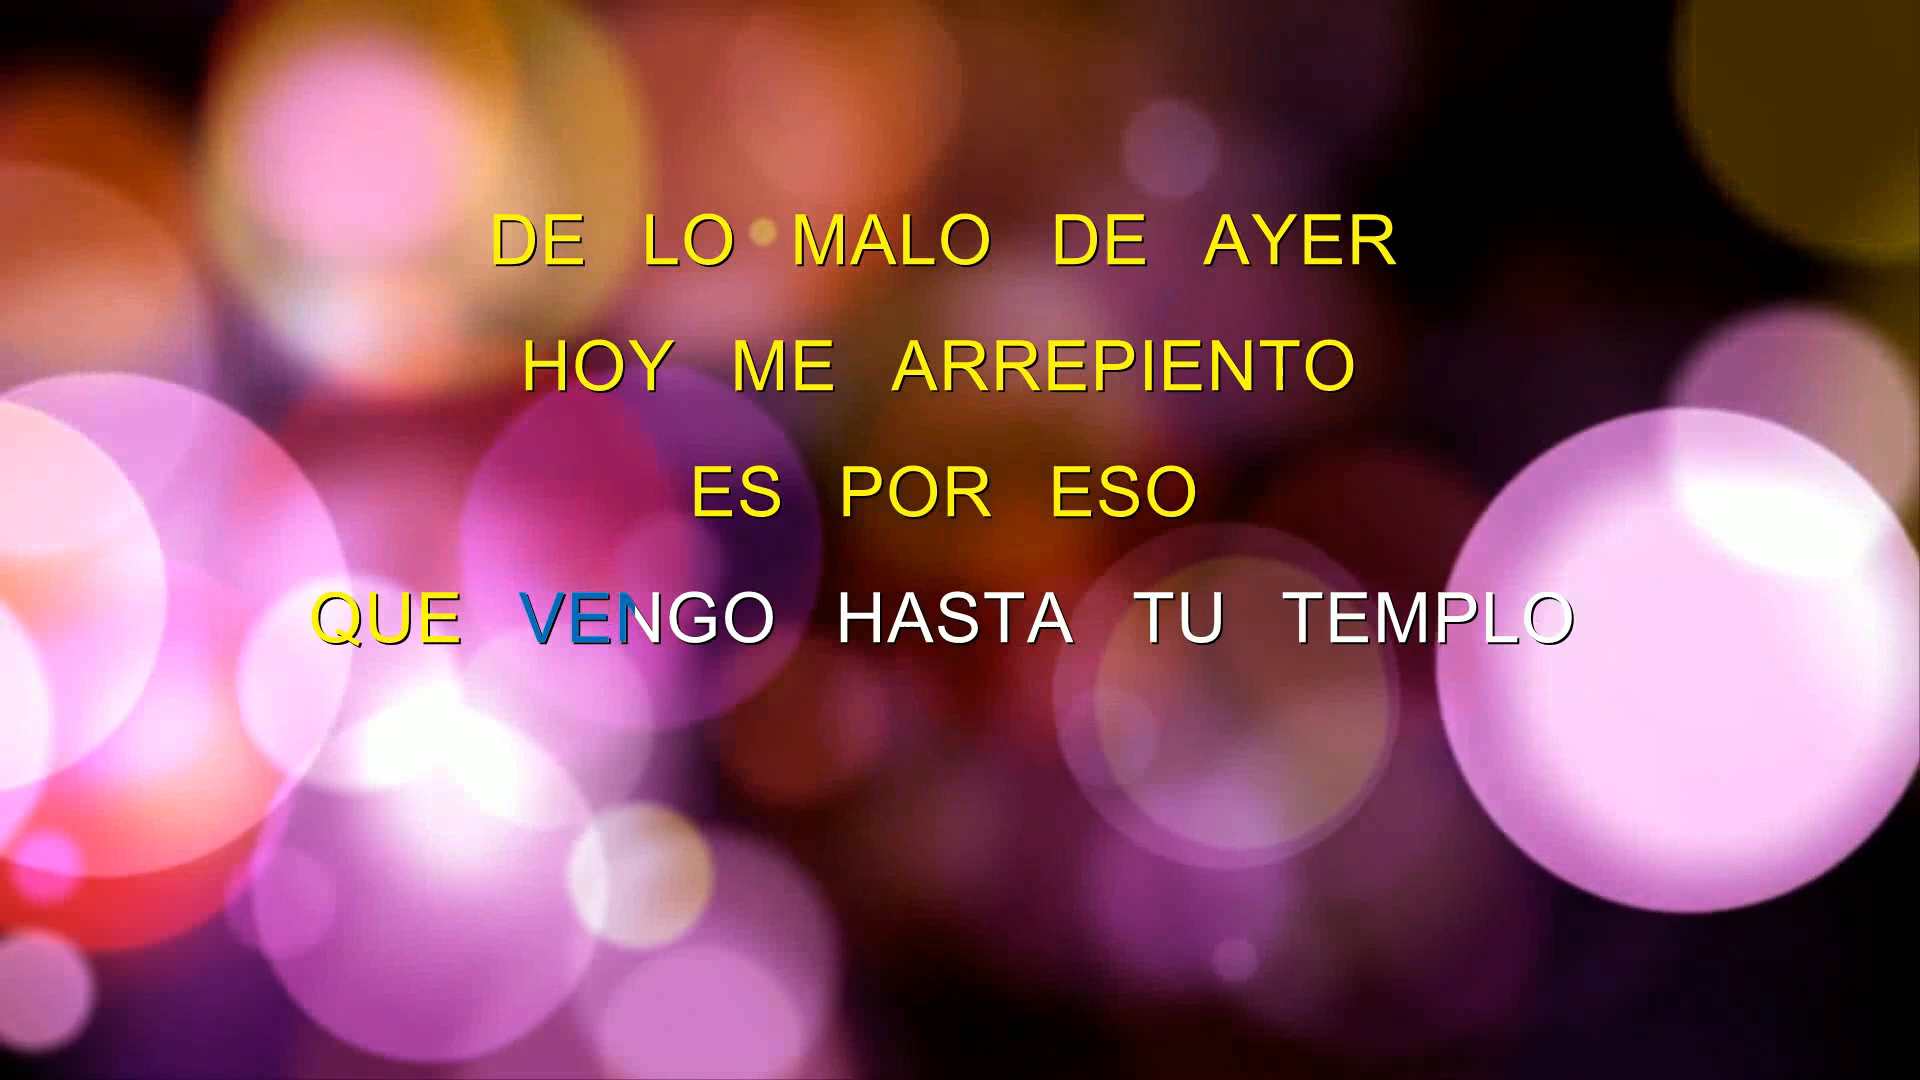 DE LO MALO DE AYER
HOY ME ARREPIENTO
ES POR ESO
QUE VENGO HASTA TU TEMPLO